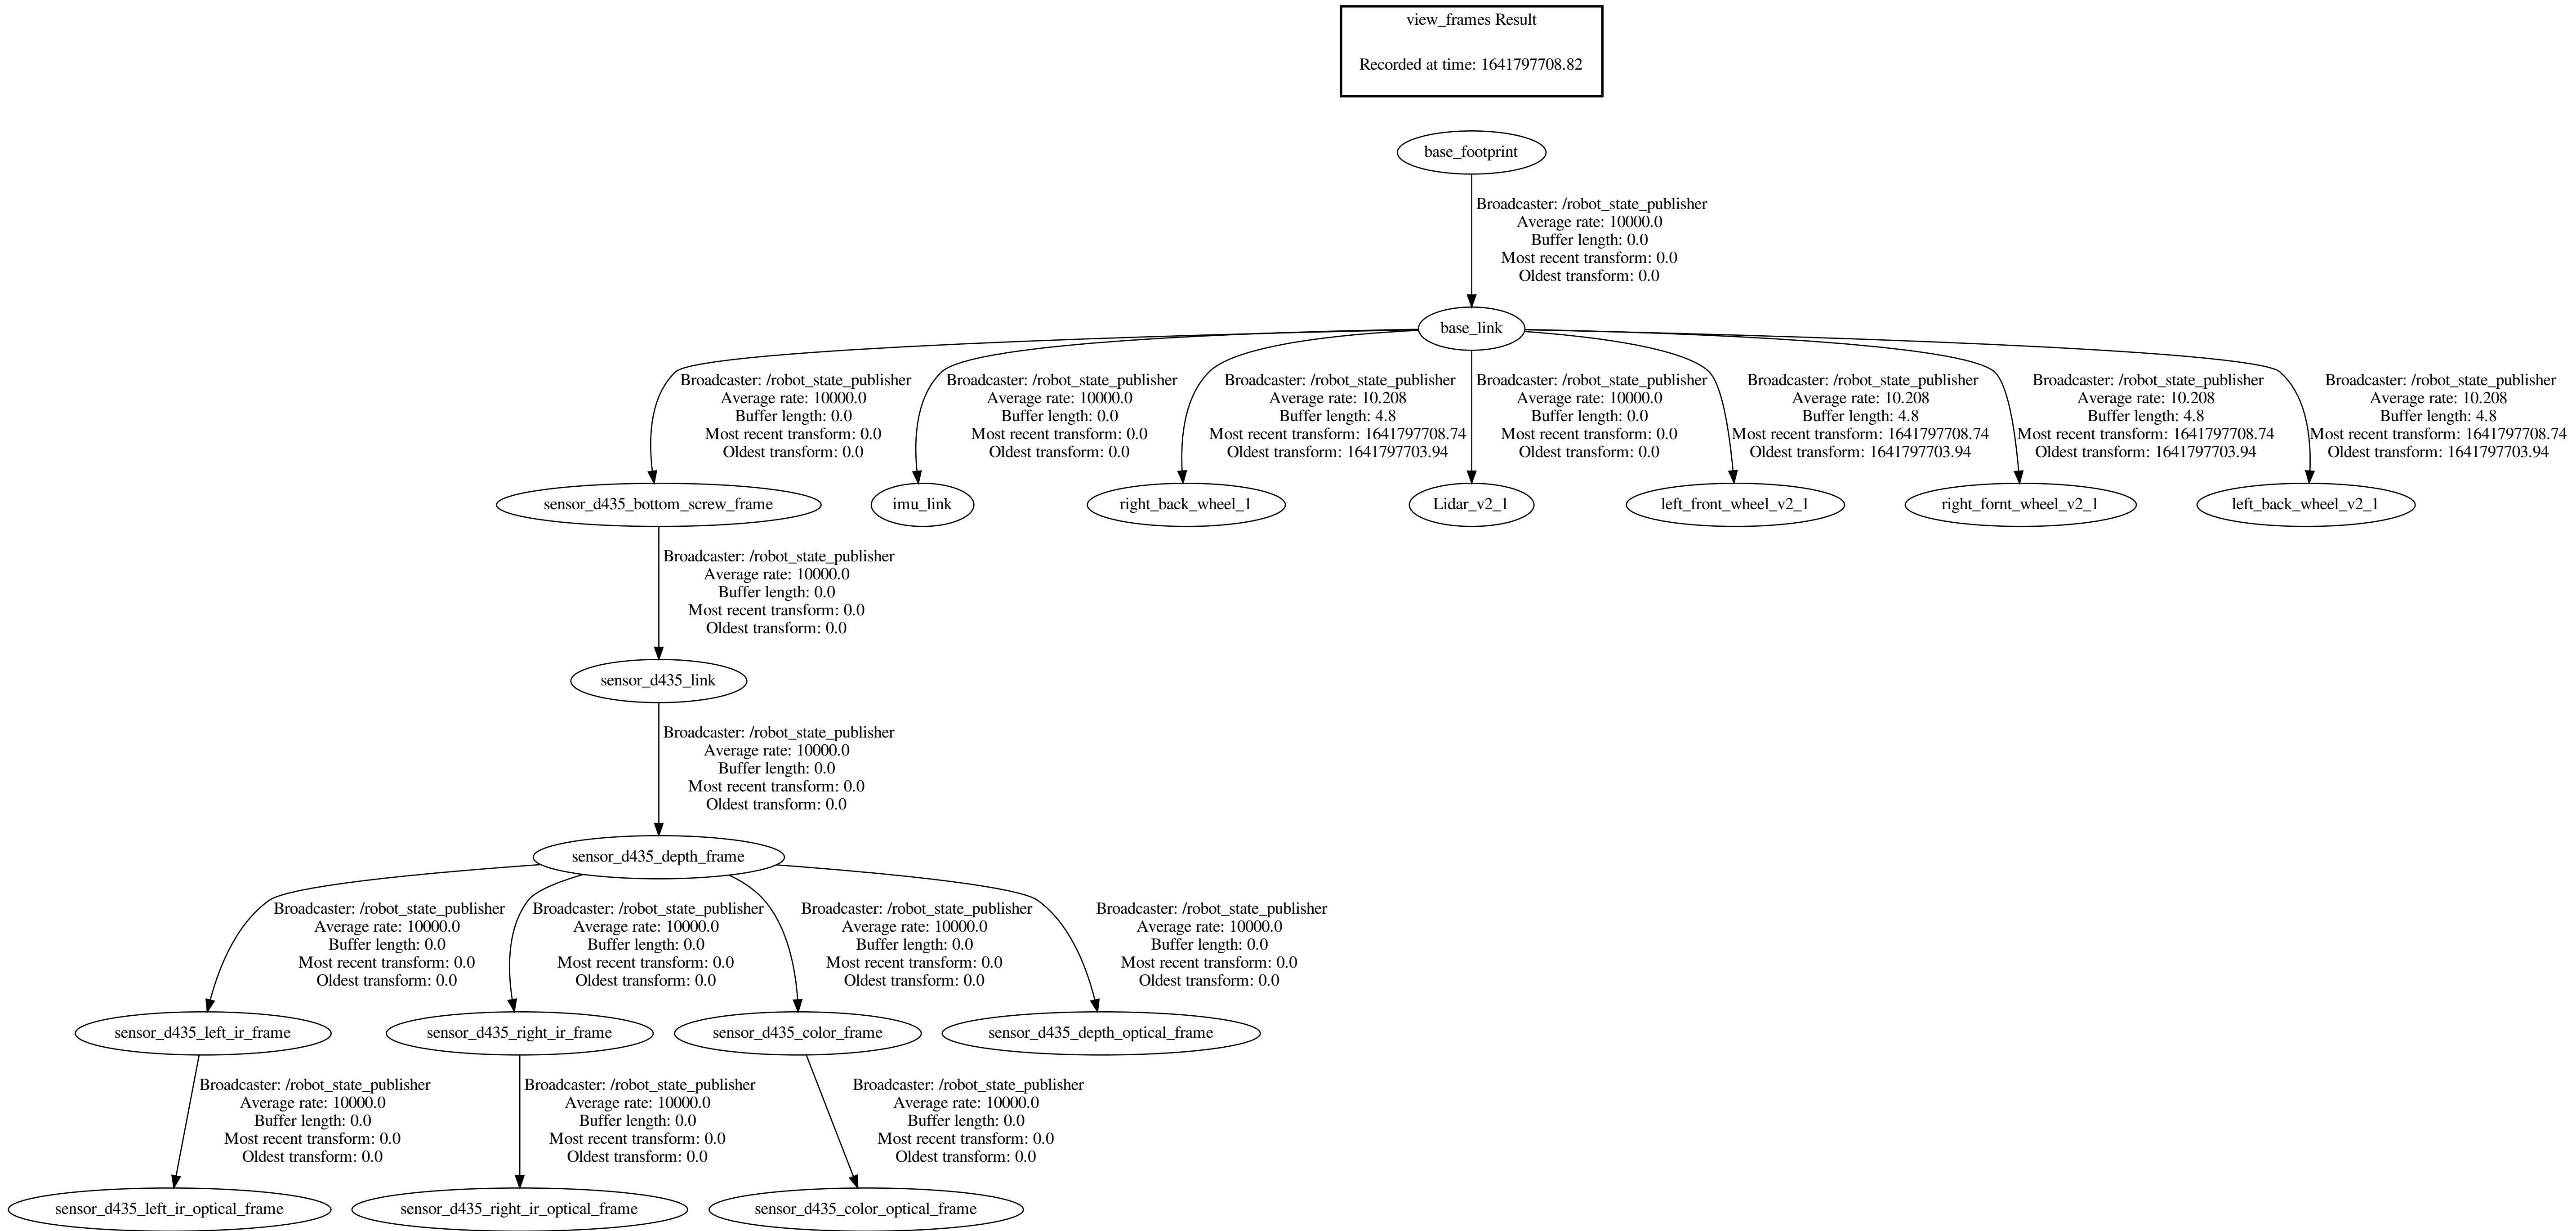 view_frames Result
Recorded at time: 1641797708.82
base_footprint
Broadcaster: /robot_state_publisher
Average rate: 10000.0
Buffer length: 0.0
Most recent transform: 0.0
Oldest transform: 0.0
base_link
Broadcaster: /robot_state_publisher
Average rate: 10000.0
Buffer length: 0.0
Most recent transform: 0.0
Oldest transform: 0.0
Broadcaster: /robot_state_publisher
Average rate: 10000.0
Buffer length: 0.0
Most recent transform: 0.0
Oldest transform: 0.0
Broadcaster: /robot_state_publisher
Average rate: 10.208
Buffer length: 4.8
Most recent transform: 1641797708.74
Oldest transform: 1641797703.94
Broadcaster: /robot_state_publisher
Average rate: 10000.0
Buffer length: 0.0
Most recent transform: 0.0
Oldest transform: 0.0
Broadcaster: /robot_state_publisher
Average rate: 10.208
Buffer length: 4.8
Most recent transform: 1641797708.74
Oldest transform: 1641797703.94
Broadcaster: /robot_state_publisher
Average rate: 10.208
Buffer length: 4.8
Most recent transform: 1641797708.74
Oldest transform: 1641797703.94
Broadcaster: /robot_state_publisher
Average rate: 10.208
Buffer length: 4.8
Most recent transform: 1641797708.74
Oldest transform: 1641797703.94
sensor_d435_bottom_screw_frame
imu_link
right_back_wheel_1
Lidar_v2_1
left_front_wheel_v2_1
right_fornt_wheel_v2_1
left_back_wheel_v2_1
Broadcaster: /robot_state_publisher
Average rate: 10000.0
Buffer length: 0.0
Most recent transform: 0.0
Oldest transform: 0.0
sensor_d435_link
Broadcaster: /robot_state_publisher
Average rate: 10000.0
Buffer length: 0.0
Most recent transform: 0.0
Oldest transform: 0.0
sensor_d435_depth_frame
Broadcaster: /robot_state_publisher
Average rate: 10000.0
Buffer length: 0.0
Most recent transform: 0.0
Oldest transform: 0.0
Broadcaster: /robot_state_publisher
Average rate: 10000.0
Buffer length: 0.0
Most recent transform: 0.0
Oldest transform: 0.0
Broadcaster: /robot_state_publisher
Average rate: 10000.0
Buffer length: 0.0
Most recent transform: 0.0
Oldest transform: 0.0
Broadcaster: /robot_state_publisher
Average rate: 10000.0
Buffer length: 0.0
Most recent transform: 0.0
Oldest transform: 0.0
sensor_d435_left_ir_frame
sensor_d435_right_ir_frame
sensor_d435_color_frame
sensor_d435_depth_optical_frame
Broadcaster: /robot_state_publisher
Average rate: 10000.0
Buffer length: 0.0
Most recent transform: 0.0
Oldest transform: 0.0
Broadcaster: /robot_state_publisher
Average rate: 10000.0
Buffer length: 0.0
Most recent transform: 0.0
Oldest transform: 0.0
Broadcaster: /robot_state_publisher
Average rate: 10000.0
Buffer length: 0.0
Most recent transform: 0.0
Oldest transform: 0.0
sensor_d435_left_ir_optical_frame
sensor_d435_right_ir_optical_frame
sensor_d435_color_optical_frame